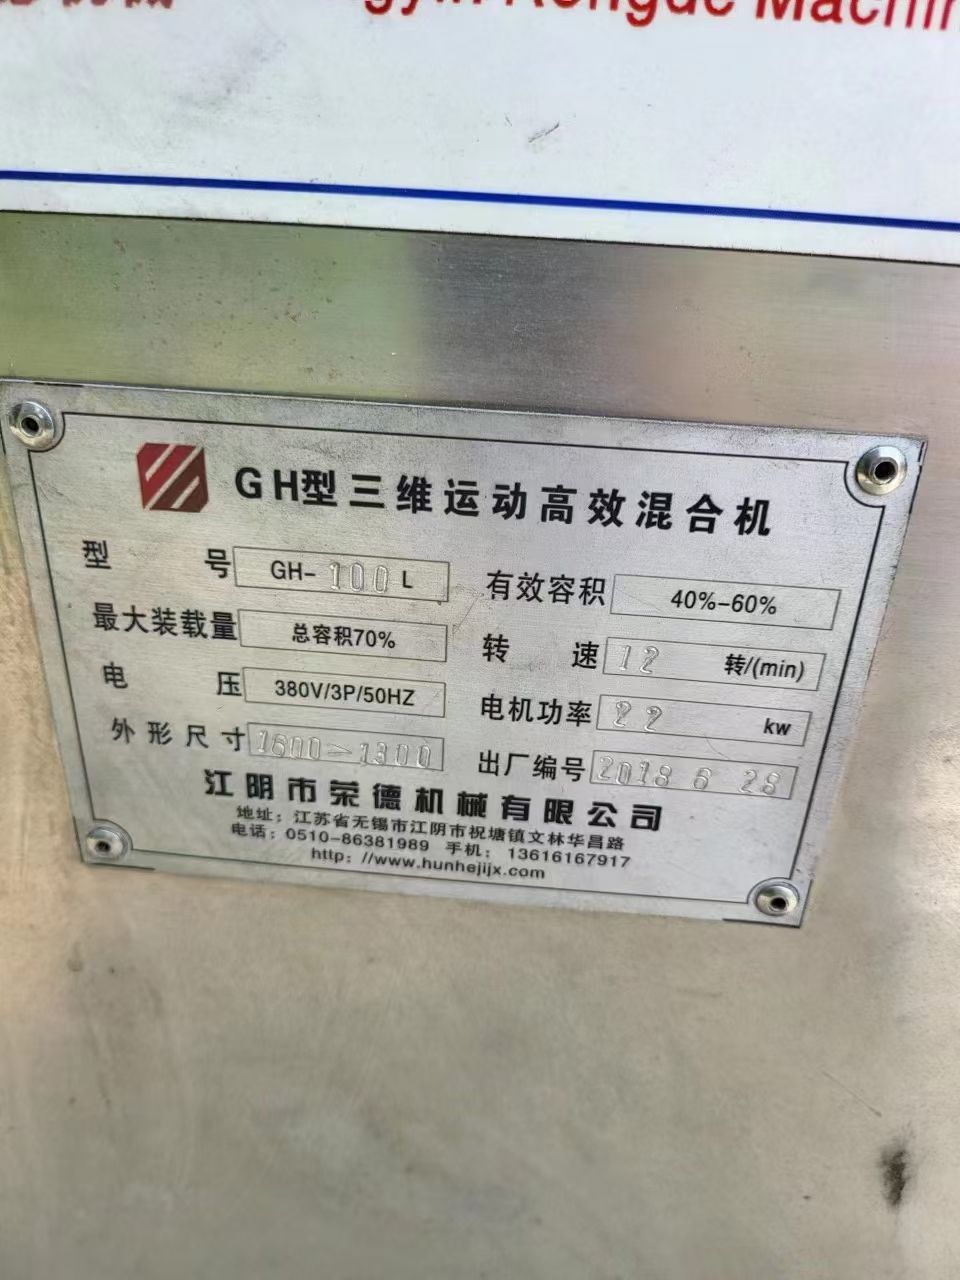 Rongde Machin
GH型三维运动高效混合机
型号 GH-100L 有效容积 40%-60%
最大装载量 总容积70% 转速 12 转/(min)
电压 380V/3P/50HZ 电机功率 22 kw
外形尺寸 出厂编号 2018 6 28
江阴市荣德机械有限公司
地址：江苏省无锡市江阴市祝塘镇文林华昌路
电话：0510-86381989 手机：13616167917
http://www.hunhejijx.com